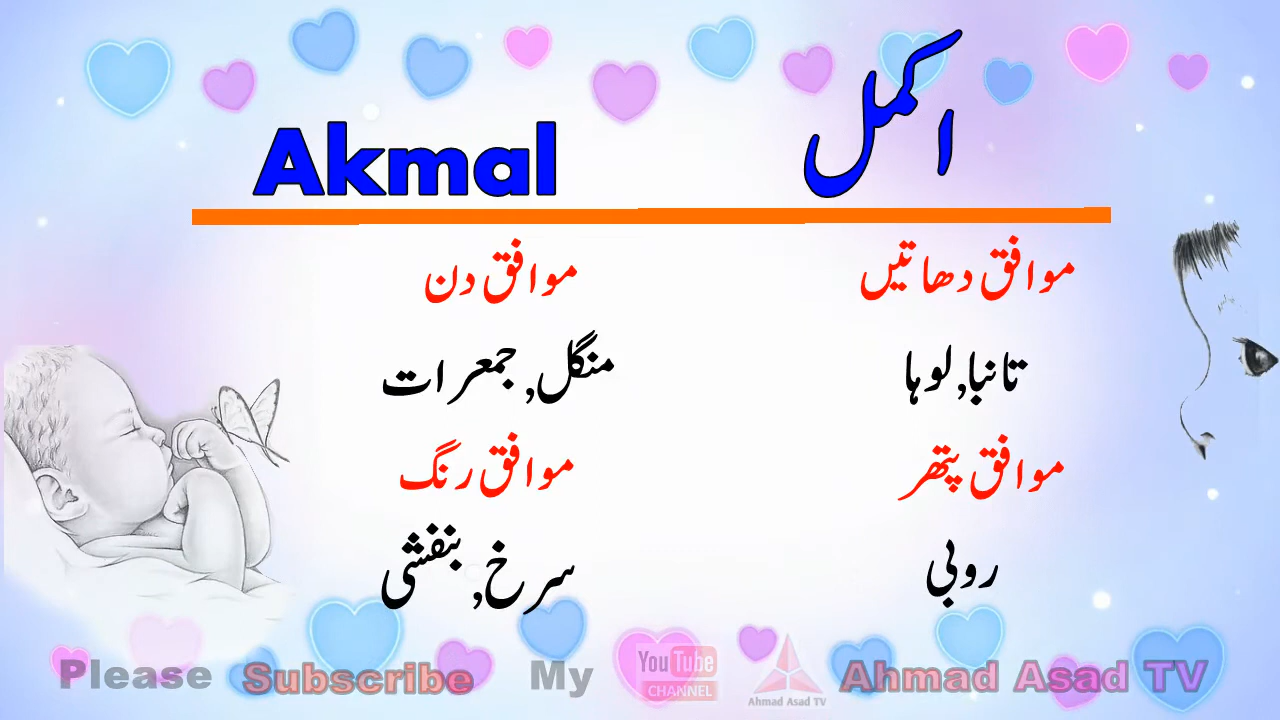 Akmal اکمل
موافق دھاتیں موافق دن
تانبا,لوہا منگل,جمعرات
موافق پتھر موافق رنگ
روبی سرخ,بنفشی
Please Subscribe My YouTube CHANNEL Ahmad Asad TV Ahmad Asad TV